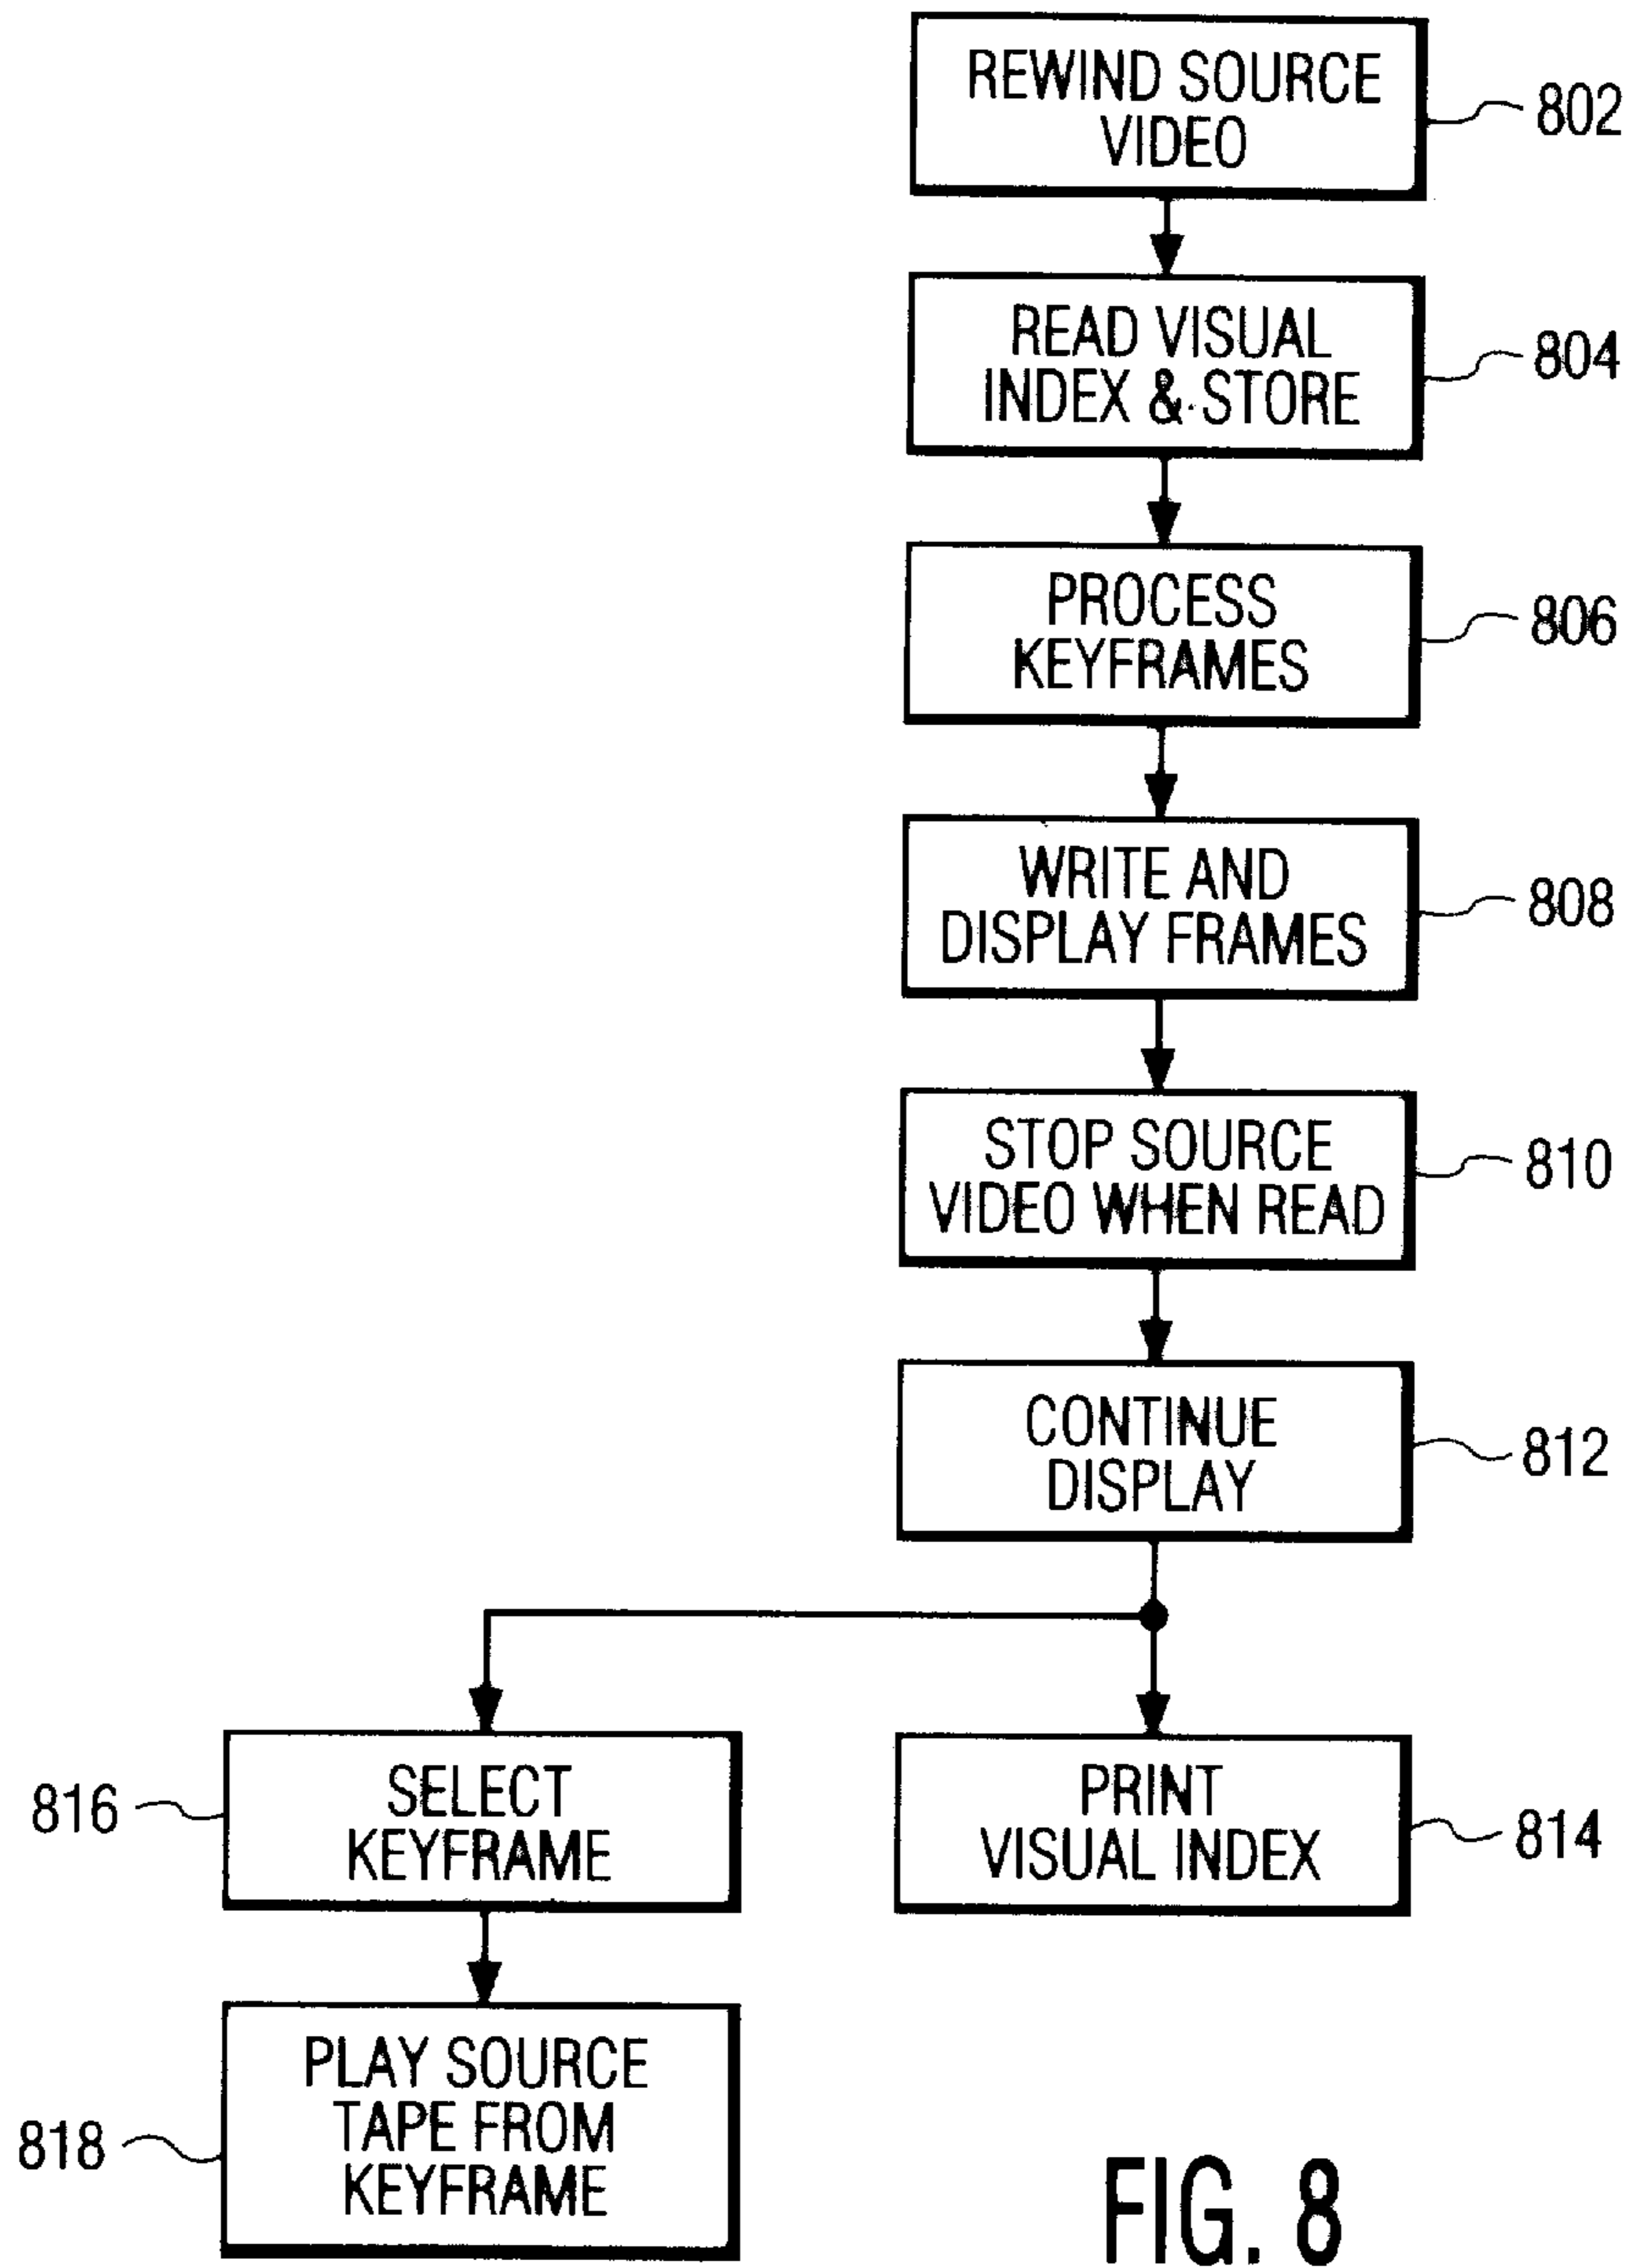 REWIND SOURCE
VIDEO
802
READ VISUAL
INDEX & STORE
804
PROCESS
KEYFRAMES
806
WRITE AND
DISPLAY FRAMES
808
STOP SOURCE
VIDEO WHEN READ
810
CONTINUE
DISPLAY
812
816
SELECT
KEYFRAME
PRINT
VISUAL INDEX
814
818
PLAY SOURCE
TAPE FROM
KEYFRAME
FIG. 8